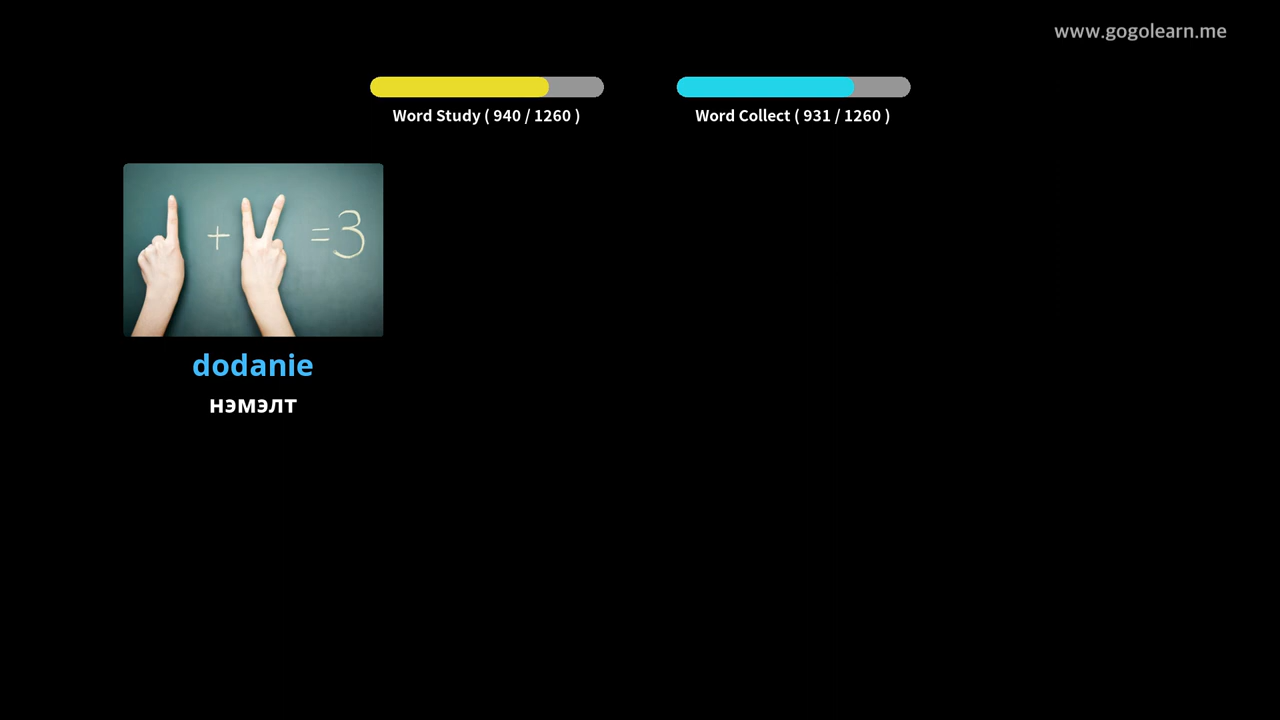 www.gogolearn.me
Word Study ( 940 / 1260 )
Word Collect ( 931 / 1260 )
+ =3
dodanie
нэмэлт